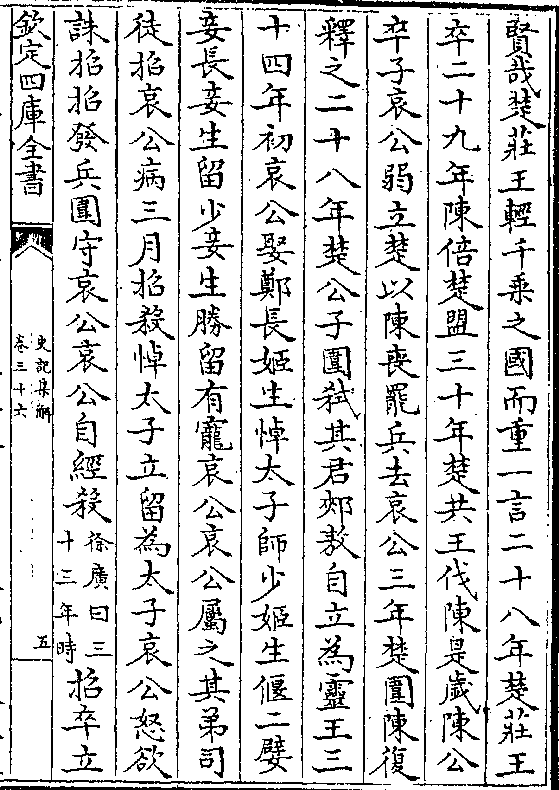 賢哉楚莊王輕千乘之國而重一言二十八年楚莊王
卒二十九年陳倍楚盟三十年楚共王伐陳是歲陳公
卒子哀公弱立楚以陳喪罷兵去哀公三年楚圍陳復
釋之二十八年楚公子圍弒其君郟敖自立為靈王三
十四年初哀公娶鄭長姬生悼太子師少姬生偃二嬖
妾長妾生留少妾生勝留有寵哀公哀公屬之其弟司
徒招哀公病三月招殺悼太子立留為太子哀公怒欲
誅招招發兵圍守哀公哀公自經殺
徐廣曰三
十三年時
招卒立
欽定四庫全書
史記集解
卷三十六
五